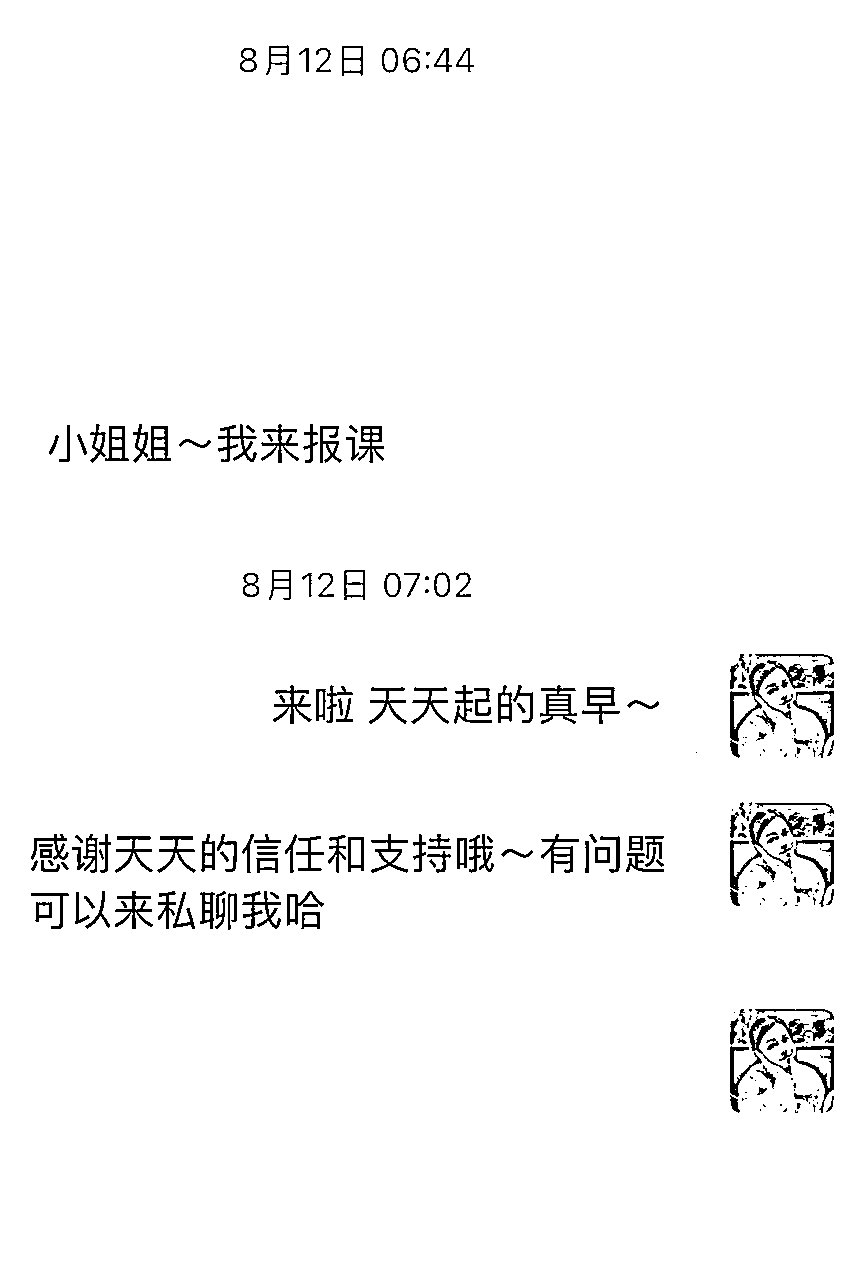 8月12日 06:44
小姐姐～我来报课
8月12日 07:02
来啦 天天起的真早～
感谢天天的信任和支持哦～有问题
可以来私聊我哈